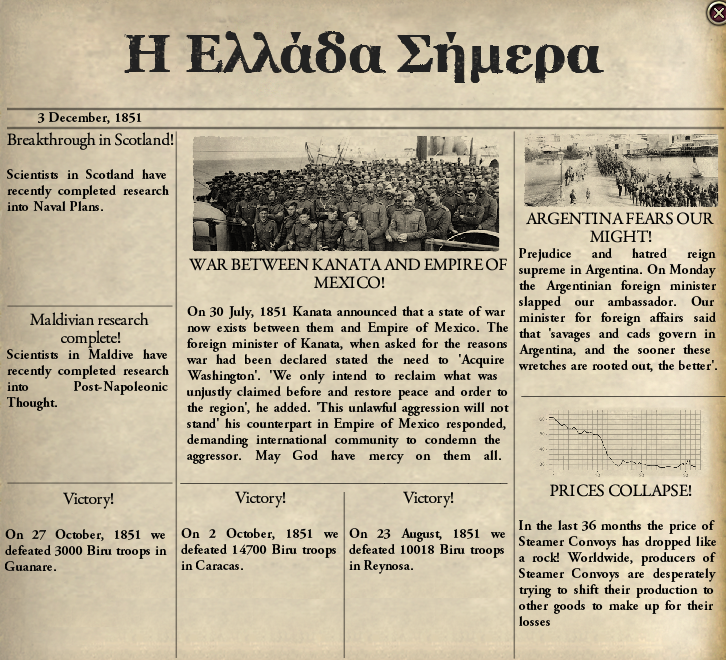 Η Ελλάδα Σήμερα
3 December, 1851
Breakthrough in Scotland!
Scientists in Scotland have
recently completed research
into Naval Plans.
Maldivian research
complete!
Scientists in Maldive have
recently completed research
into Post-Napoleonic
Thought.
WAR BETWEEN KANATA AND EMPIRE OF
MEXICO!
On 30 July, 1851 Kanata announced that a state of war
now exists between them and Empire of Mexico. The
foreign minister of Kanata, when asked for the reasons
war had been declared stated the need to 'Acquire
Washington'. 'We only intend to reclaim what was
unjustly claimed before and restore peace and order to
the region', he added. 'This unlawful aggression will not
stand' his counterpart in Empire of Mexico responded,
demanding international community to condemn the
aggressor. May God have mercy on them all.
ARGENTINA FEARS OUR
MIGHT!
Prejudice and hatred reign
supreme in Argentina. On Monday
the Argentinian foreign minister
slapped our ambassador. Our
minister for foreign affairs said
that 'savages and cads govern in
Argentina, and the sooner these
wretches are rooted out, the better'.
PRICES COLLAPSE!
In the last 36 months the price of
Steamer Convoys has dropped like
a rock! Worldwide, producers of
Steamer Convoys are desperately
trying to shift their production to
other goods to make up for their
losses
Victory!
On 27 October, 1851 we
defeated 3000 Biru troops in
Guanare.
Victory!
On 2 October, 1851 we
defeated 14700 Biru troops
in Caracas.
Victory!
On 23 August, 1851 we
defeated 10018 Biru troops
in Reynosa.